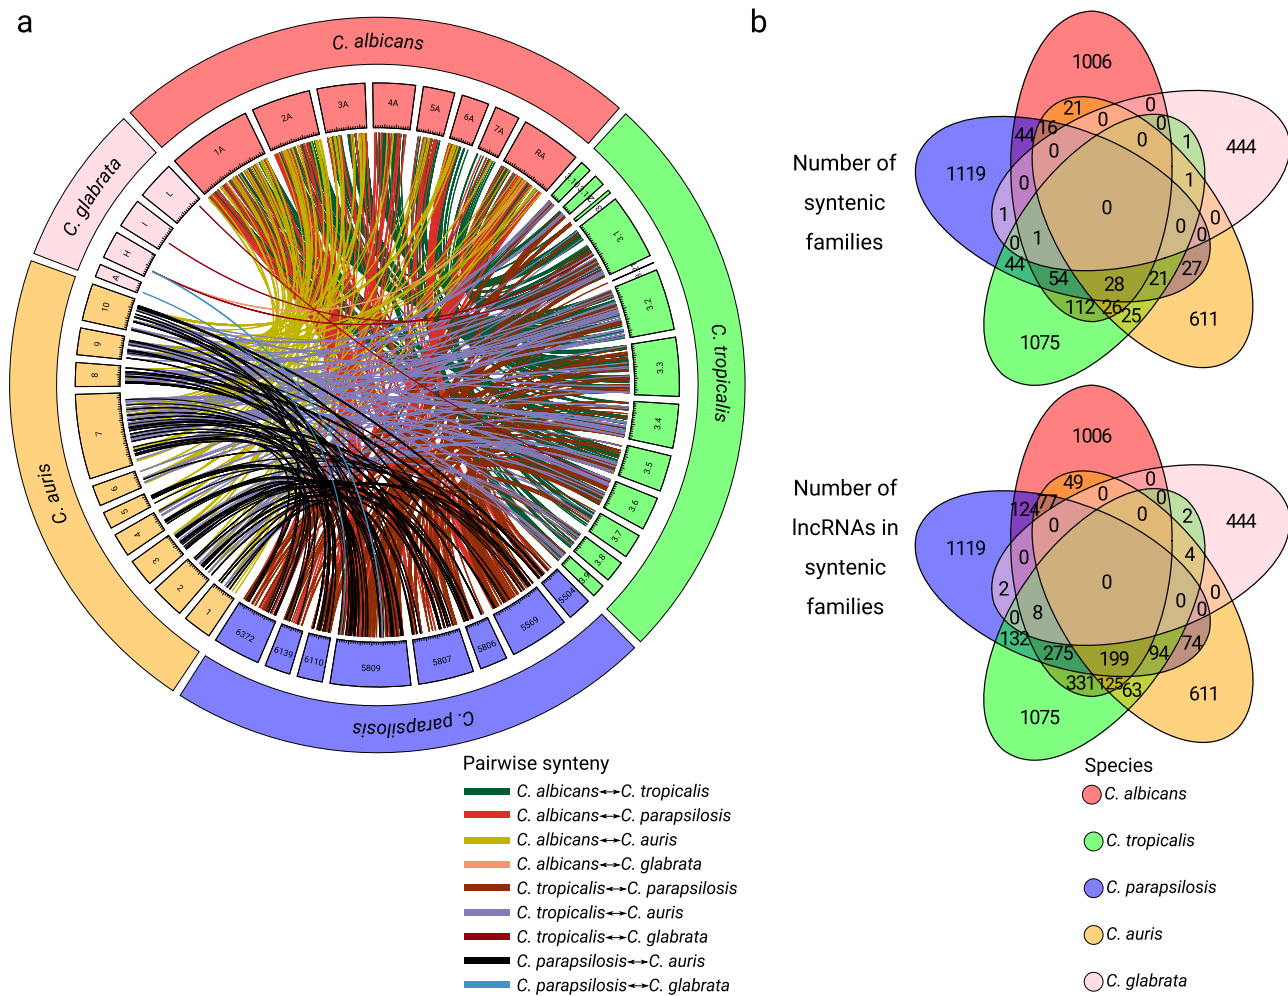 a
C. albicans
1A
2A
3A
4A
5A
6A
7A
RA
C. tropicalis
3.1
3.2
3.3
3.4
3.5
3.6
3.7
3.8
3.9
C. parapsilosis
5504
5569
5806
5807
5809
6110
6139
6372
C. auris
1
2
3
4
5
6
7
8
9
10
C. glabrata
A
H
I
L
Pairwise synteny
C. albicans↔C. tropicalis
C. albicans↔C. parapsilosis
C. albicans↔C. auris
C. albicans↔C. glabrata
C. tropicalis↔C. parapsilosis
C. tropicalis↔C. auris
C. tropicalis↔C. glabrata
C. parapsilosis↔C. auris
C. parapsilosis↔C. glabrata
b
Number of
syntenic
families
1006
21 0
44 16 0 0 1
0 0 444
1119 0 1
1 0 0 0
0 1 0
44 54 28 21 27
112 26 25
1075 611
Number of
lncRNAs in
syntenic
families
1006
49 0
124 77 0 0 2
0 0 444
1119 0 4
2 0 0 0
0 8 0
132 275 199 94 74
331 125 63
1075 611
Species
C. albicans
C. tropicalis
C. parapsilosis
C. auris
C. glabrata